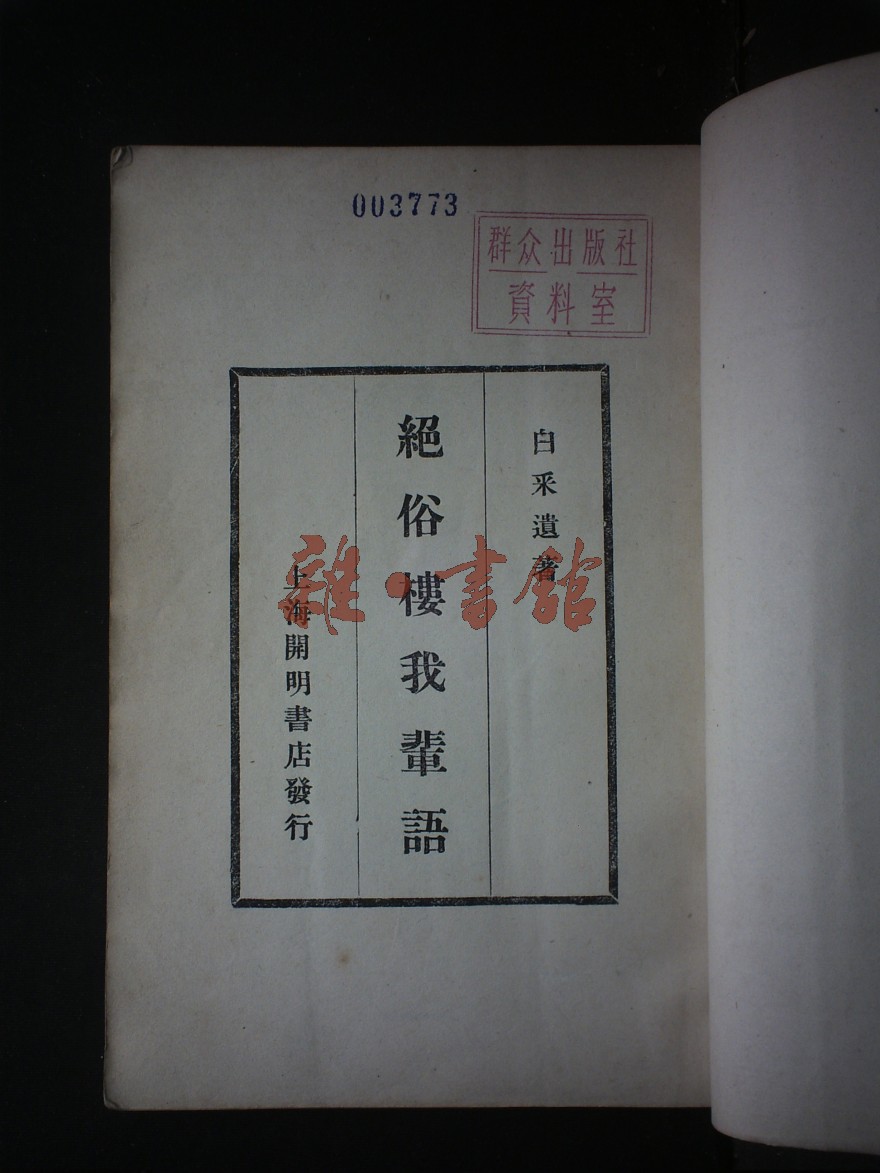 003773
群众出版社
資料室
白采遺著
絕俗樓我輩語
上海開明書店發行
雜·書館